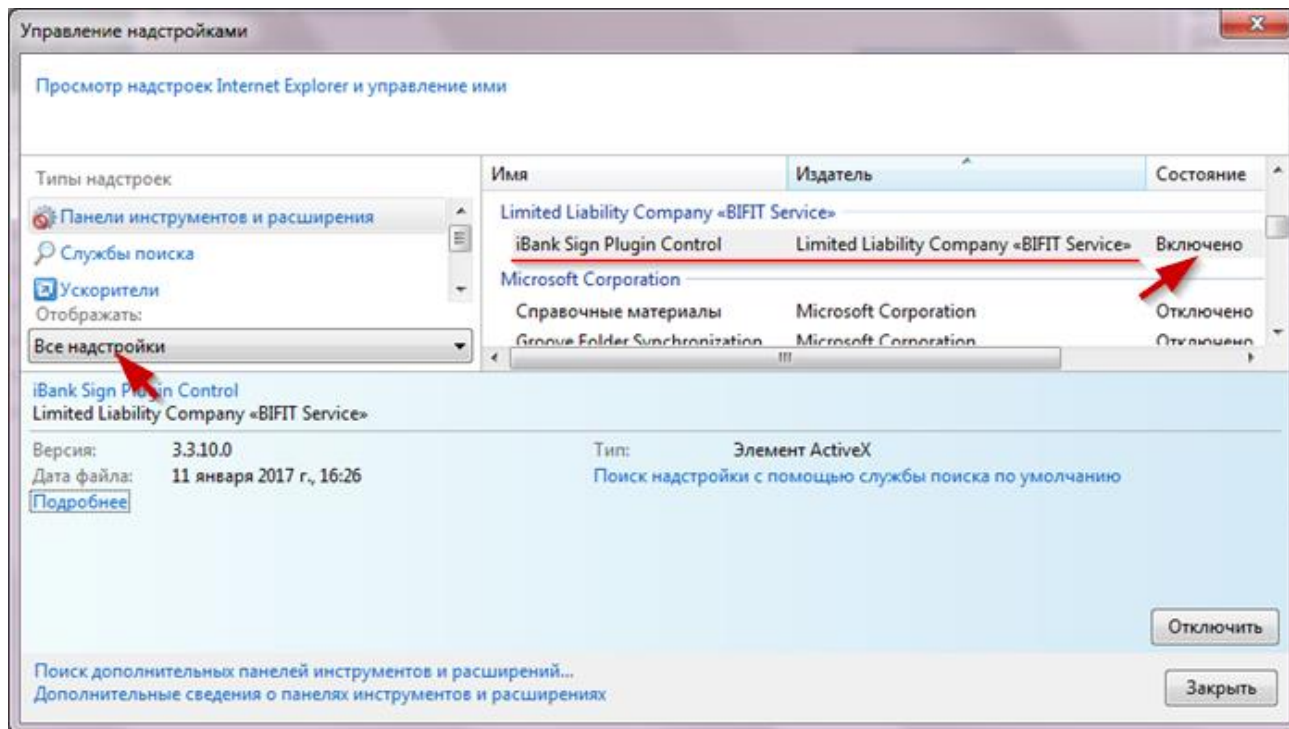 Управление надстройками
Просмотр надстроек Internet Explorer и управление ими
Типы надстроек
Панели инструментов и расширения
Службы поиска
Ускорители
Отображать:
Все надстройки
Имя Издатель Состояние
Limited Liability Company «BIFIT Service»
iBank Sign Plugin Control Limited Liability Company «BIFIT Service» Включено
Microsoft Corporation
Справочные материалы Microsoft Corporation Отключено
Groove Folder Synchronization Microsoft Corporation Отключено
iBank Sign Plugin Control
Limited Liability Company «BIFIT Service»
Версия: 3.3.10.0 Тип: Элемент ActiveX
Дата файла: 11 января 2017 г., 16:26 Поиск надстройки с помощью службы поиска по умолчанию
Подробнее
Отключить
Поиск дополнительных панелей инструментов и расширений...
Дополнительные сведения о панелях инструментов и расширениях
Закрыть